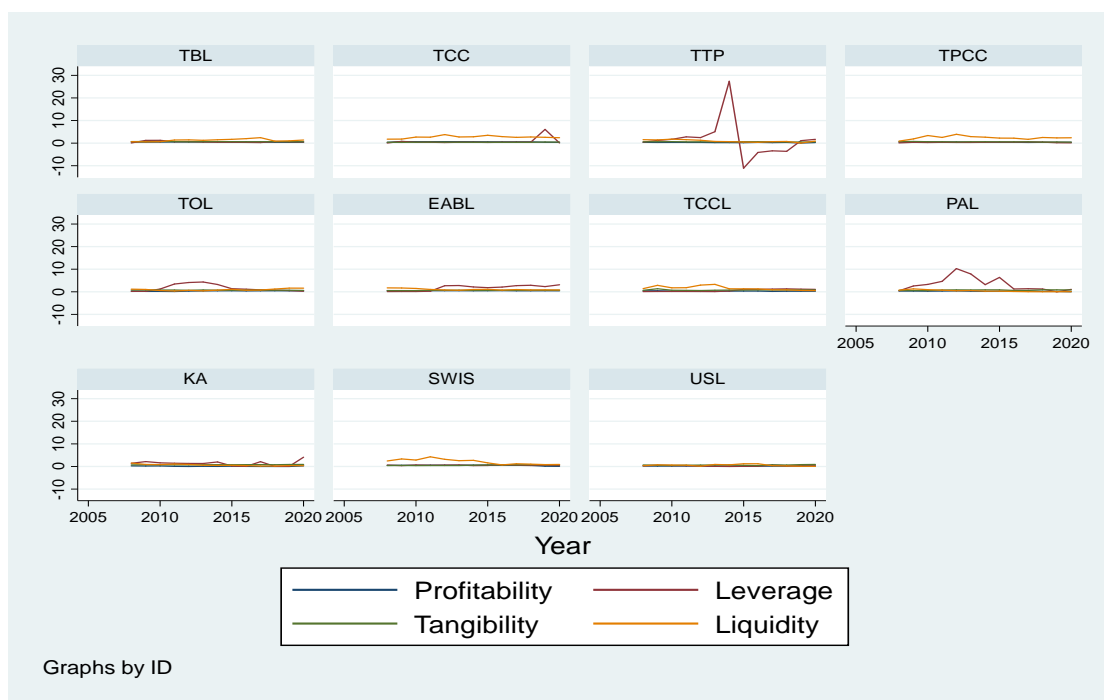 TBL TCC TTP TPCC
30
20
10
0
-10
TOL EABL TCCL PAL
30
20
10
0
-10
2005 2010 2015 2020
KA SWIS USL
30
20
10
0
-10
2005 2010 2015 2020 2005 2010 2015 2020 2005 2010 2015 2020
Year
Profitability Leverage
Tangibility Liquidity
Graphs by ID